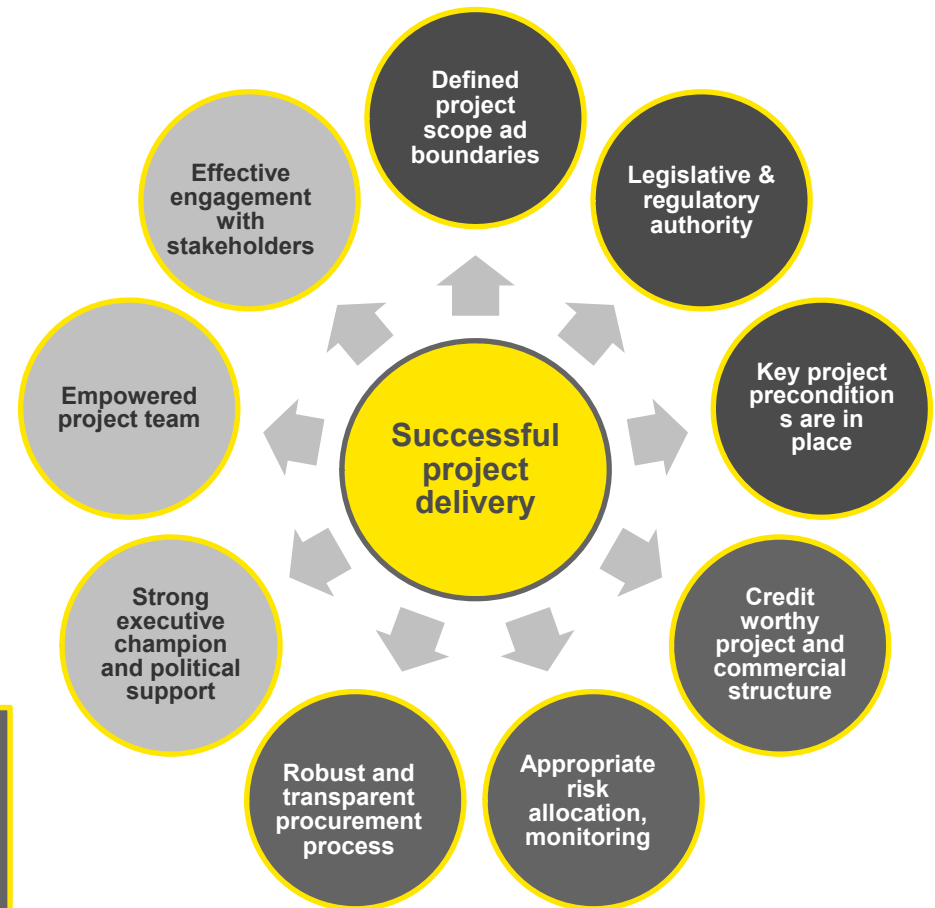 Defined
project
scope ad
boundaries
Legislative &
regulatory
authority
Key project
precondition
s are in
place
Credit
worthy
project and
commercial
structure
Appropriate
risk
allocation,
monitoring
Robust and
transparent
procurement
process
Strong
executive
champion
and political
support
Empowered
project team
Effective
engagement
with
stakeholders
Successful
project
delivery